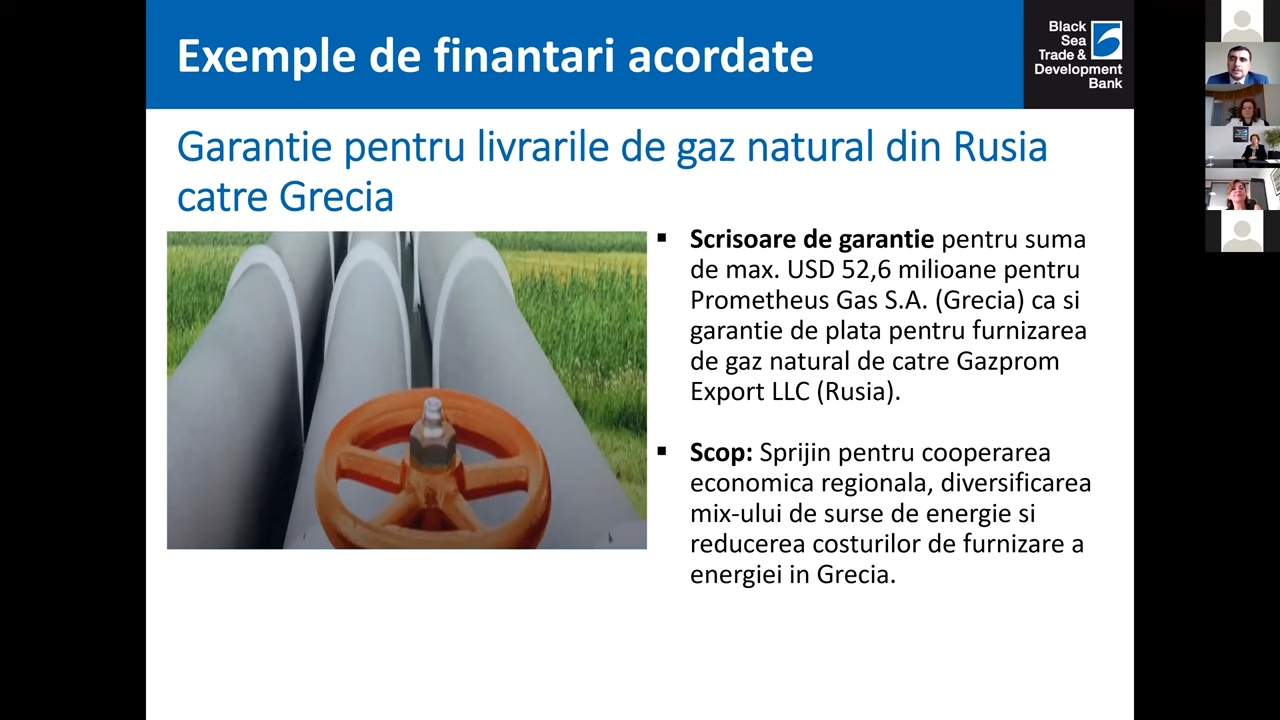 Exemple de finantari acordate
Black
Sea
Trade &
Development
Bank
Garantie pentru livrarile de gaz natural din Rusia
catre Grecia
▪ Scrisoare de garantie pentru suma
de max. USD 52,6 milioane pentru
Prometheus Gas S.A. (Grecia) ca si
garantie de plata pentru furnizarea
de gaz natural de catre Gazprom
Export LLC (Rusia).
▪ Scop: Sprijin pentru cooperarea
economica regionala, diversificarea
mix-ului de surse de energie si
reducerea costurilor de furnizare a
energiei in Grecia.